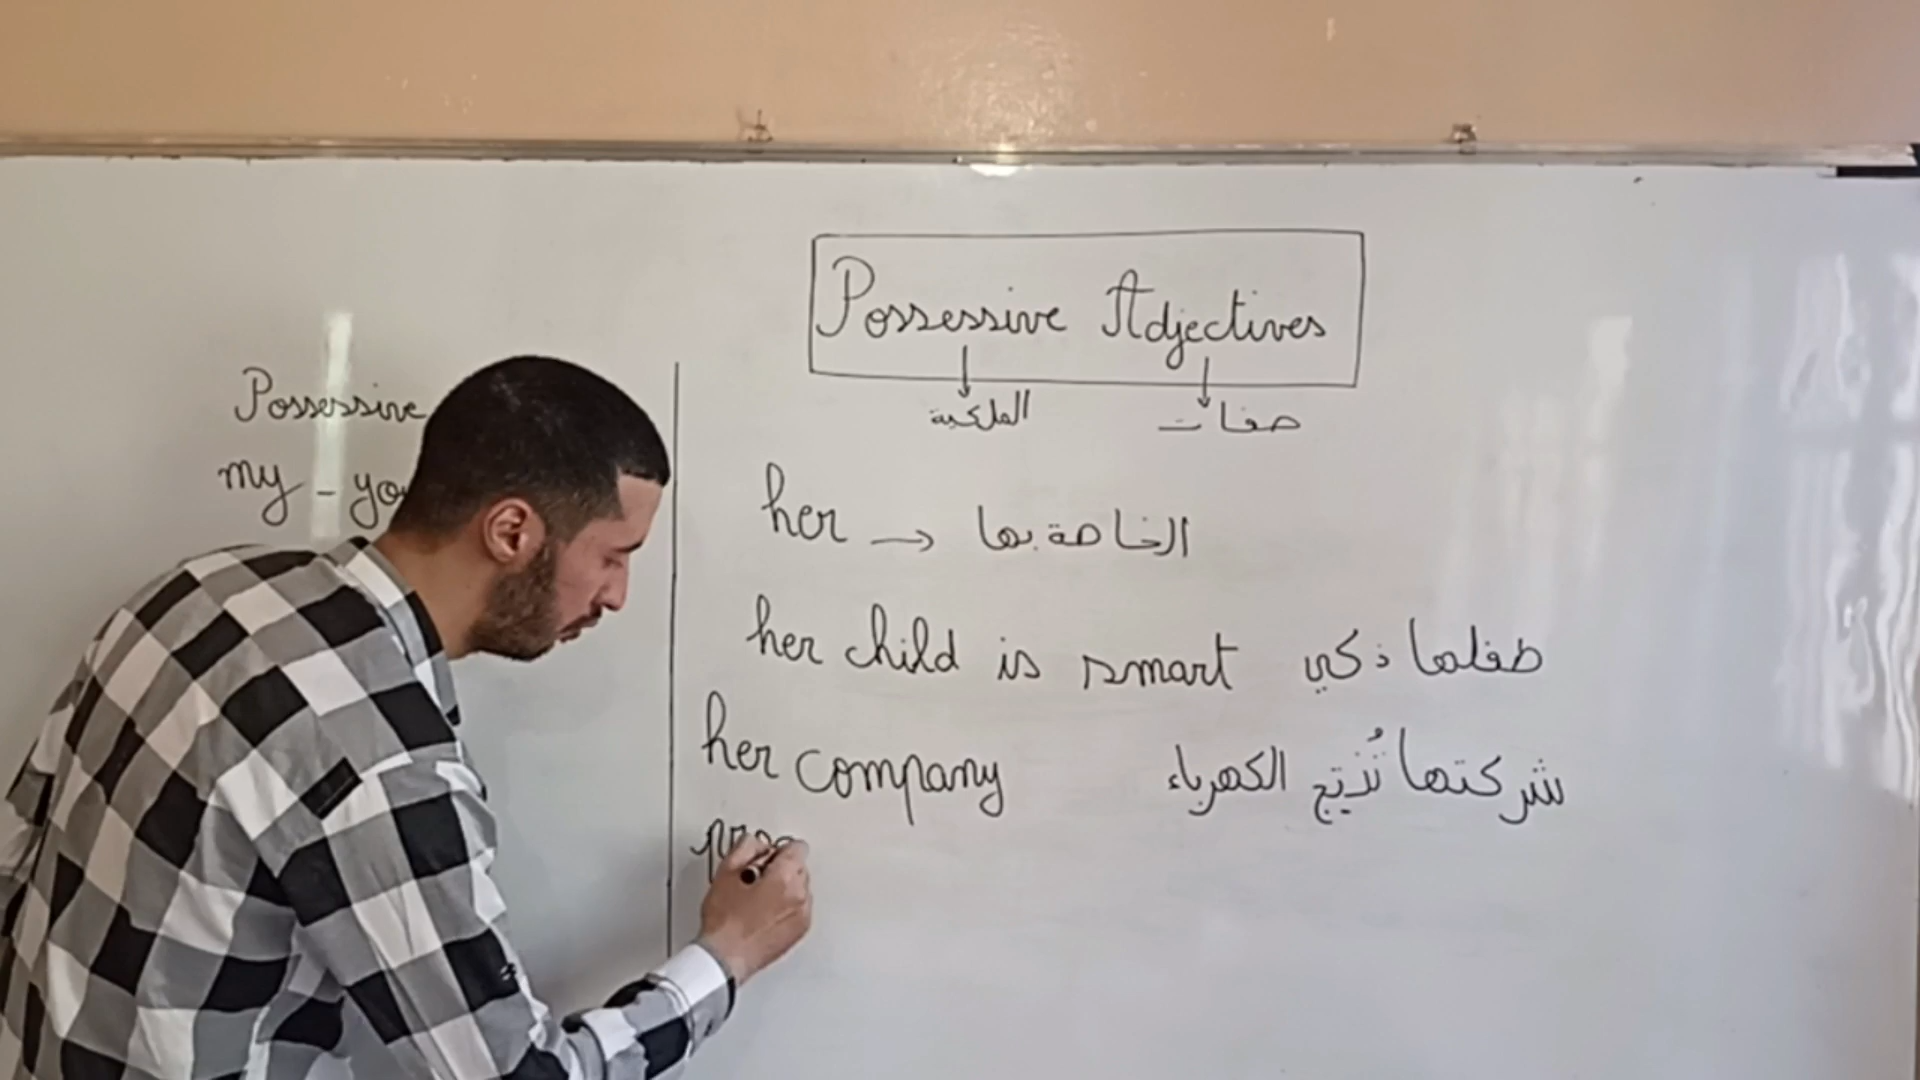 Possessive Adjectives
الملكية صفات
Possessive
my - you
her → الخاصة بها
her child is smart طفلها ذكي
her company شركتها تُنتِج الكهرباء